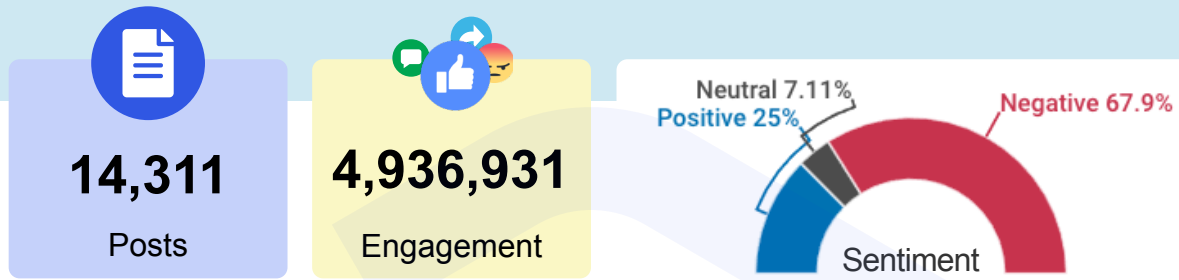 14,311
Posts
4,936,931
Engagement
Neutral 7.11%
Positive 25%
Negative 67.9%
Sentiment